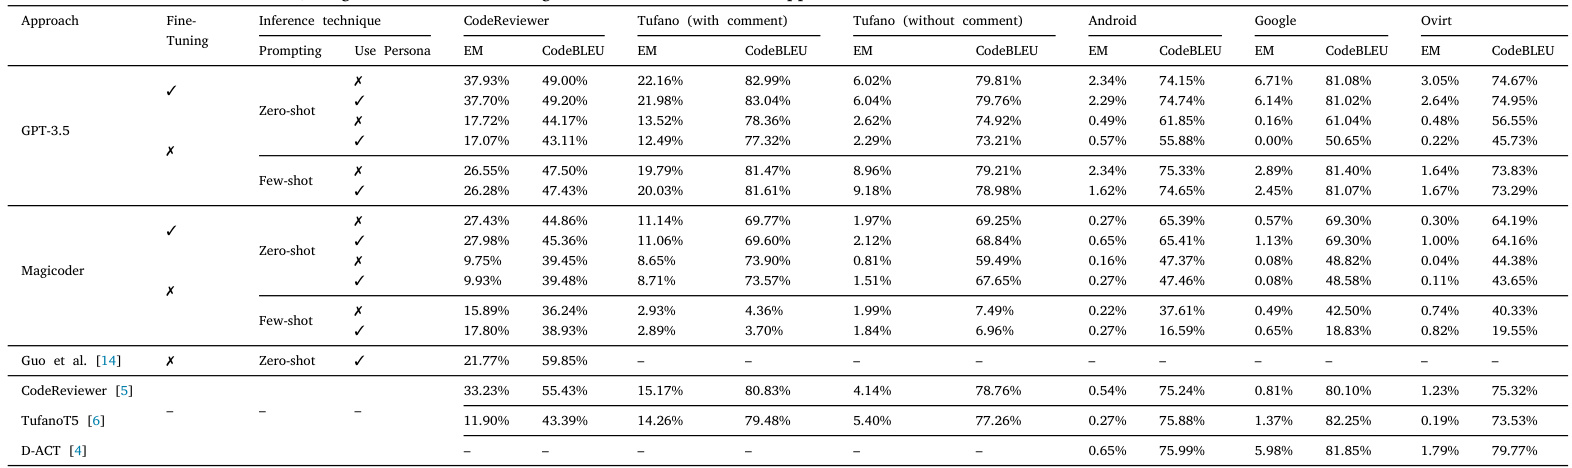 Approach Fine- Inference technique CodeReviewer Tufano (with comment) Tufano (without comment) Android Google Ovirt
Tuning Prompting Use Persona EM CodeBLEU EM CodeBLEU EM CodeBLEU EM CodeBLEU EM CodeBLEU EM CodeBLEU
✗ 37.93% 49.00% 22.16% 82.99% 6.02% 79.81% 2.34% 74.15% 6.71% 81.08% 3.05% 74.67%
✓
✓ 37.70% 49.20% 21.98% 83.04% 6.04% 79.76% 2.29% 74.74% 6.14% 81.02% 2.64% 74.95%
Zero-shot
✗ 17.72% 44.17% 13.52% 78.36% 2.62% 74.92% 0.49% 61.85% 0.16% 61.04% 0.48% 56.55%
GPT-3.5
✓ 17.07% 43.11% 12.49% 77.32% 2.29% 73.21% 0.57% 55.88% 0.00% 50.65% 0.22% 45.73%
✗
✗ 26.55% 47.50% 19.79% 81.47% 8.96% 79.21% 2.34% 75.33% 2.89% 81.40% 1.64% 73.83%
Few-shot
✓ 26.28% 47.43% 20.03% 81.61% 9.18% 78.98% 1.62% 74.65% 2.45% 81.07% 1.67% 73.29%
✗ 27.43% 44.86% 11.14% 69.77% 1.97% 69.25% 0.27% 65.39% 0.57% 69.30% 0.30% 64.19%
✓
✓ 27.98% 45.36% 11.06% 69.60% 2.12% 68.84% 0.65% 65.41% 1.13% 69.30% 1.00% 64.16%
Zero-shot
✗ 9.75% 39.45% 8.65% 73.90% 0.81% 59.49% 0.16% 47.37% 0.08% 48.82% 0.04% 44.38%
Magicoder
✓ 9.93% 39.48% 8.71% 73.57% 1.51% 67.65% 0.27% 47.46% 0.08% 48.58% 0.11% 43.65%
✗
✗ 15.89% 36.24% 2.93% 4.36% 1.99% 7.49% 0.22% 37.61% 0.49% 42.50% 0.74% 40.33%
Few-shot
✓ 17.80% 38.93% 2.89% 3.70% 1.84% 6.96% 0.27% 16.59% 0.65% 18.83% 0.82% 19.55%
Guo et al. [14] ✗ Zero-shot ✓ 21.77% 59.85% – – – – – – – – – –
CodeReviewer [5] 33.23% 55.43% 15.17% 80.83% 4.14% 78.76% 0.54% 75.24% 0.81% 80.10% 1.23% 75.32%
– – –
TufanoT5 [6] 11.90% 43.39% 14.26% 79.48% 5.40% 77.26% 0.27% 75.88% 1.37% 82.25% 0.19% 73.53%
D-ACT [4] – – – – – – 0.65% 75.99% 5.98% 81.85% 1.79% 79.77%